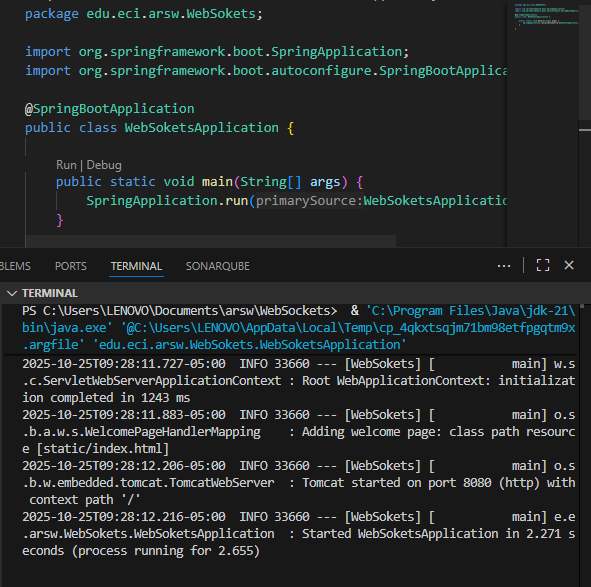 package edu.eci.arsw.WebSokets;
import org.springframework.boot.SpringApplication;
import org.springframework.boot.autoconfigure.SpringBootApplica
@SpringBootApplication
public class WebSoketsApplication {
Run | Debug
public static void main(String[] args) {
SpringApplication.run(primarySource:WebSoketsApplicatio
}
BLEMS PORTS TERMINAL SONARQUBE
TERMINAL
PS C:\Users\LENOVO\Documents\arsw\WebSockets> & 'C:\Program Files\Java\jdk-21\
bin\java.exe' '@C:\Users\LENOVO\AppData\Local\Temp\cp_4qkxtsqjm71bm98etfpgqtm9x
.argfile' 'edu.eci.arsw.WebSokets.WebSoketsApplication'
2025-10-25T09:28:11.727-05:00 INFO 33660 --- [WebSokets] [ main] w.s
.c.ServletWebServerApplicationContext : Root WebApplicationContext: initializat
ion completed in 1243 ms
2025-10-25T09:28:11.883-05:00 INFO 33660 --- [WebSokets] [ main] o.s
.b.a.w.s.WelcomePageHandlerMapping : Adding welcome page: class path resourc
e [static/index.html]
2025-10-25T09:28:12.206-05:00 INFO 33660 --- [WebSokets] [ main] o.s
.b.w.embedded.tomcat.TomcatWebServer : Tomcat started on port 8080 (http) with
context path '/'
2025-10-25T09:28:12.216-05:00 INFO 33660 --- [WebSokets] [ main] e.e
.arsw.WebSokets.WebSoketsApplication : Started WebSoketsApplication in 2.271 s
econds (process running for 2.655)